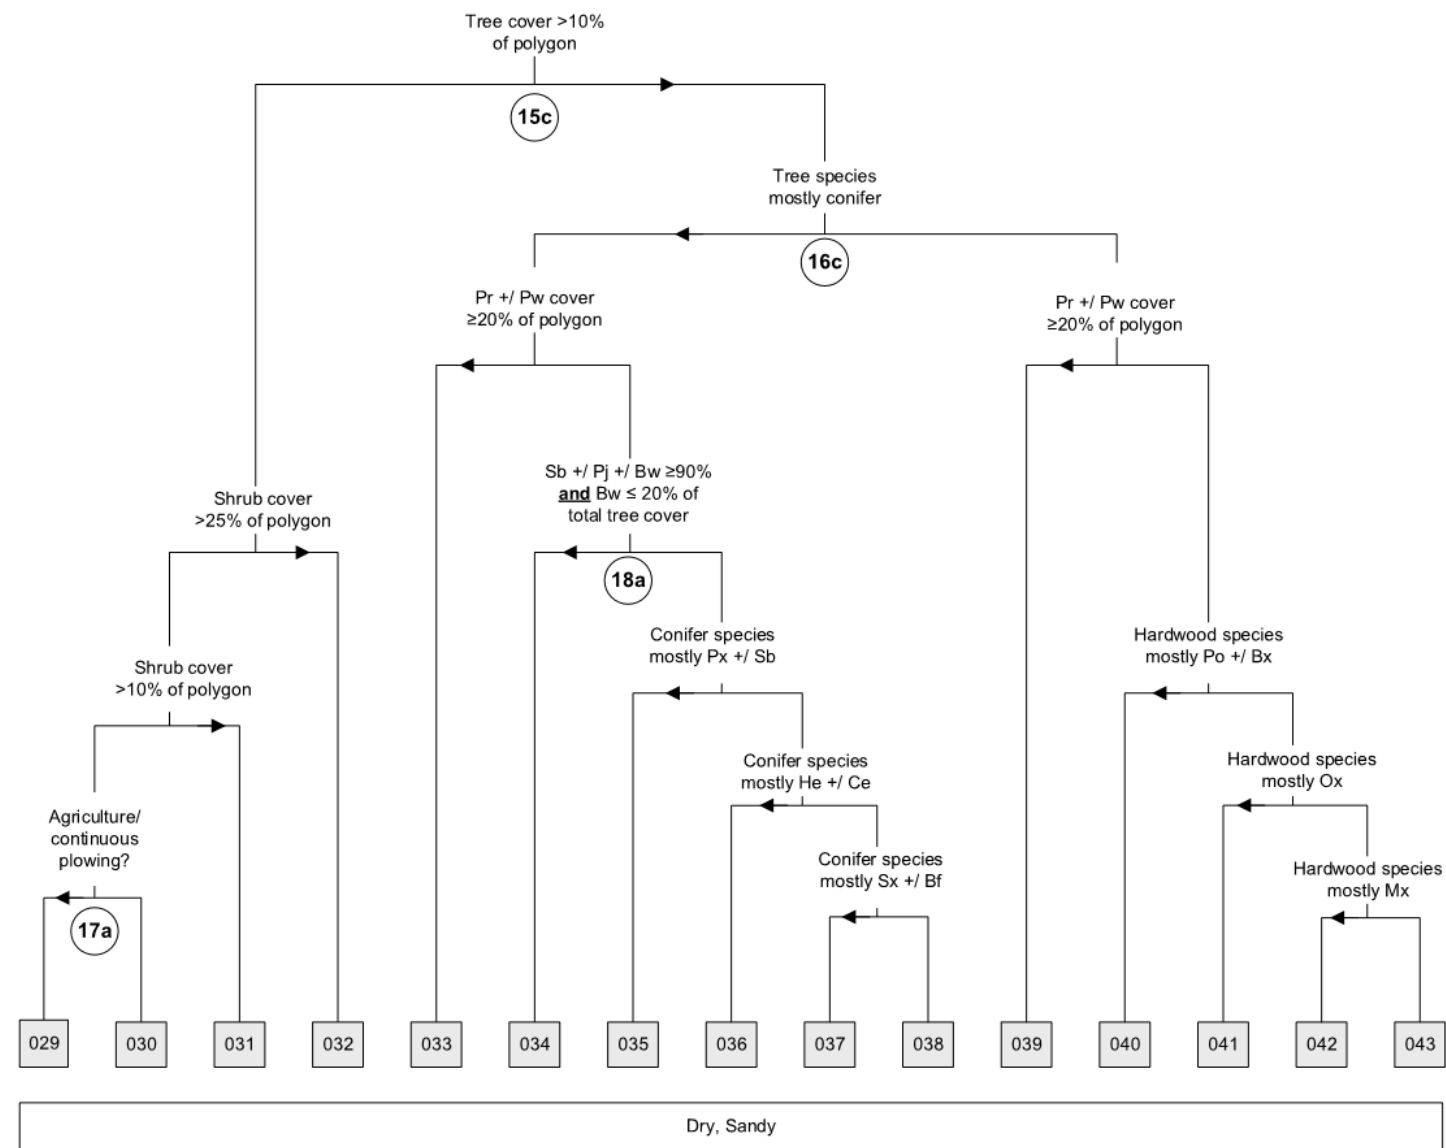 Tree cover >10%
of polygon
15c
Tree species
mostly conifer
16c
Pr +/ Pw cover
≥20% of polygon
Pr +/ Pw cover
≥20% of polygon
Sb +/ Pj +/ Bw ≥90%
and Bw ≤ 20% of
total tree cover
Shrub cover
>25% of polygon
18a
Conifer species
mostly Px +/ Sb
Hardwood species
mostly Po +/ Bx
Shrub cover
>10% of polygon
Conifer species
mostly He +/ Ce
Hardwood species
mostly Ox
Agriculture/
continuous
plowing?
Conifer species
mostly Sx +/ Bf
Hardwood species
mostly Mx
17a
029 030 031 032 033 034 035 036 037 038 039 040 041 042 043
Dry, Sandy